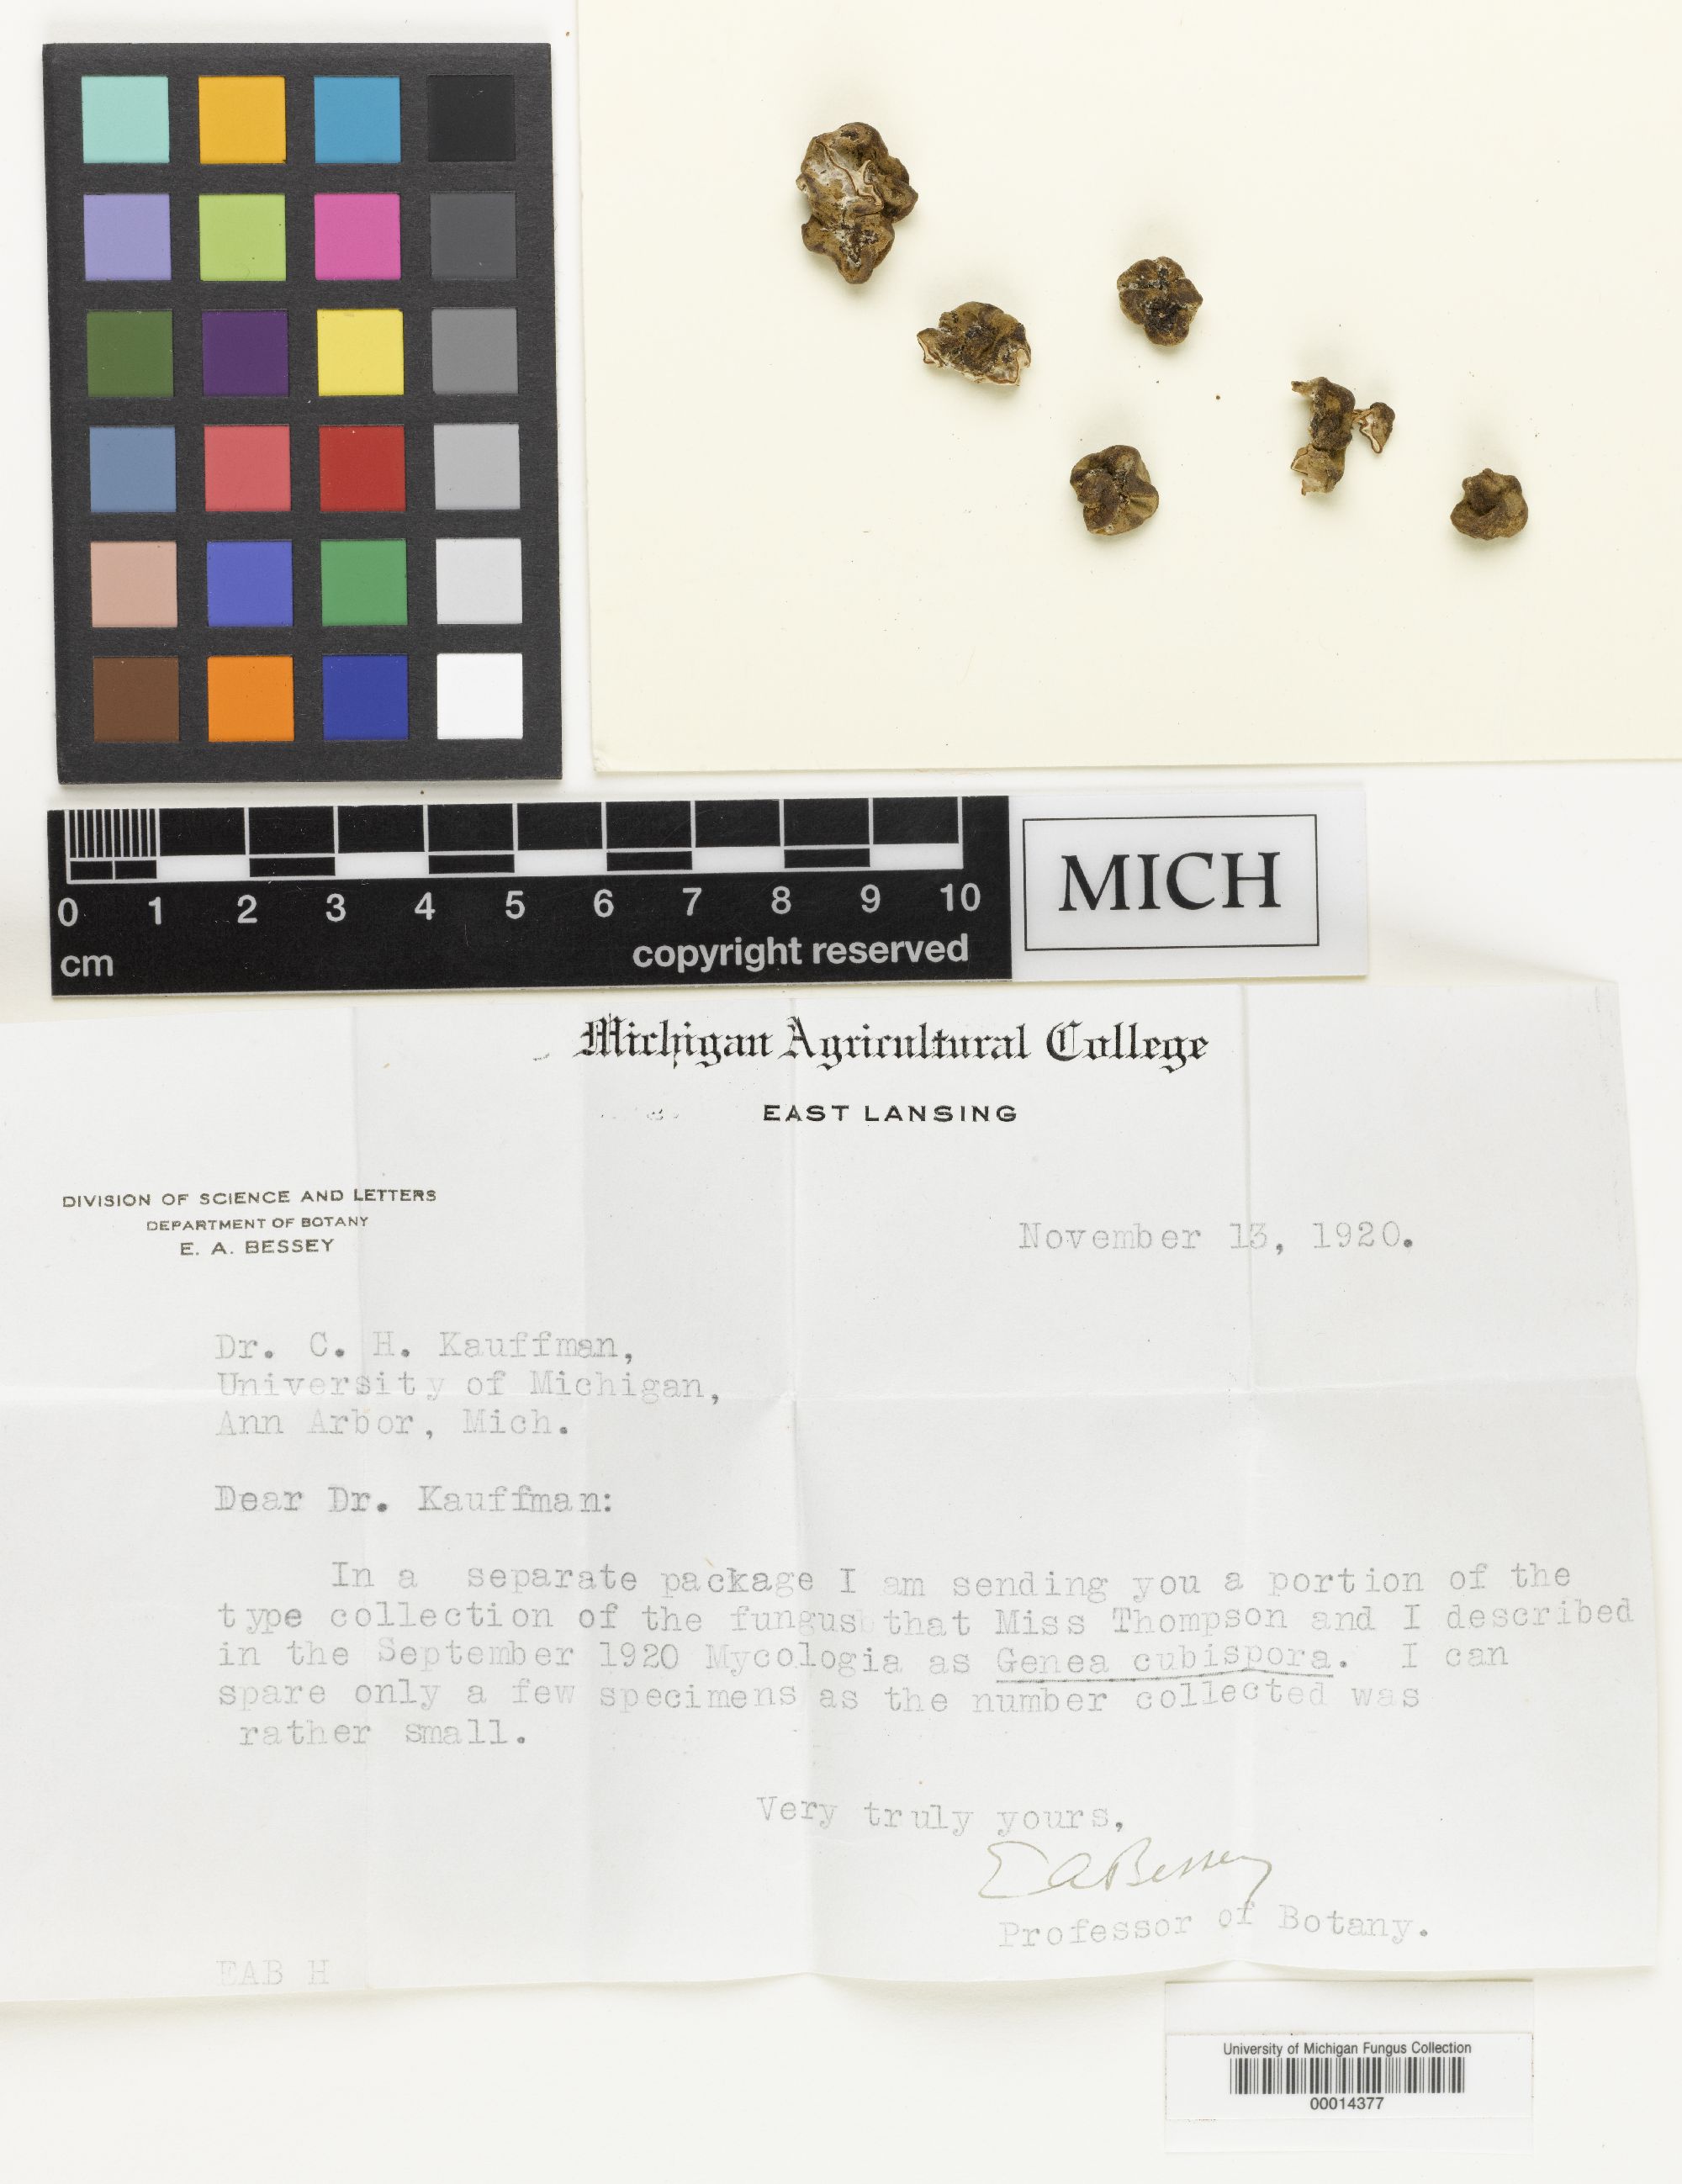 0 1 2 3 4 5 6 7 8 9 10
cm
copyright reserved
MICH
Michigan Agricultural College
EAST LANSING
DIVISION OF SCIENCE AND LETTERS
DEPARTMENT OF BOTANY
E. A. BESSEY
November 13, 1920.
Dr. C. H. Kauffman,
University of Michigan,
Ann Arbor, Mich.
Dear Dr. Kauffman:
In a separate package I am sending you a portion of the
type collection of the fungus that Miss Thompson and I described
in the September 1920 Mycologia as Genea cubispora. I can
spare only a few specimens as the number collected was
rather small.
Very truly yours,
E A Bessey
Professor of Botany.
EAB H
University of Michigan Fungus Collection
00014377